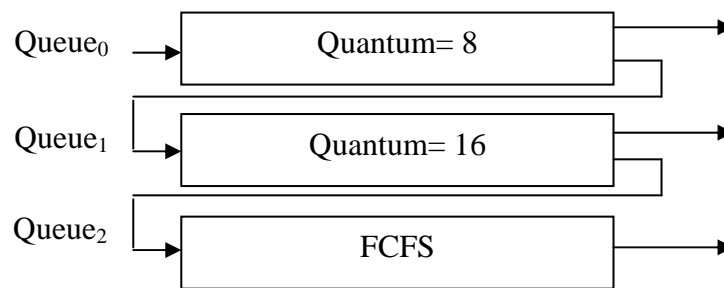 Queue₀
Quantum= 8
Queue₁
Quantum= 16
Queue₂
FCFS